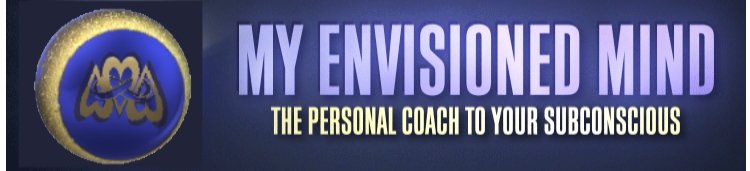 MY ENVISIONED MIND
THE PERSONAL COACH TO YOUR SUBCONSCIOUS